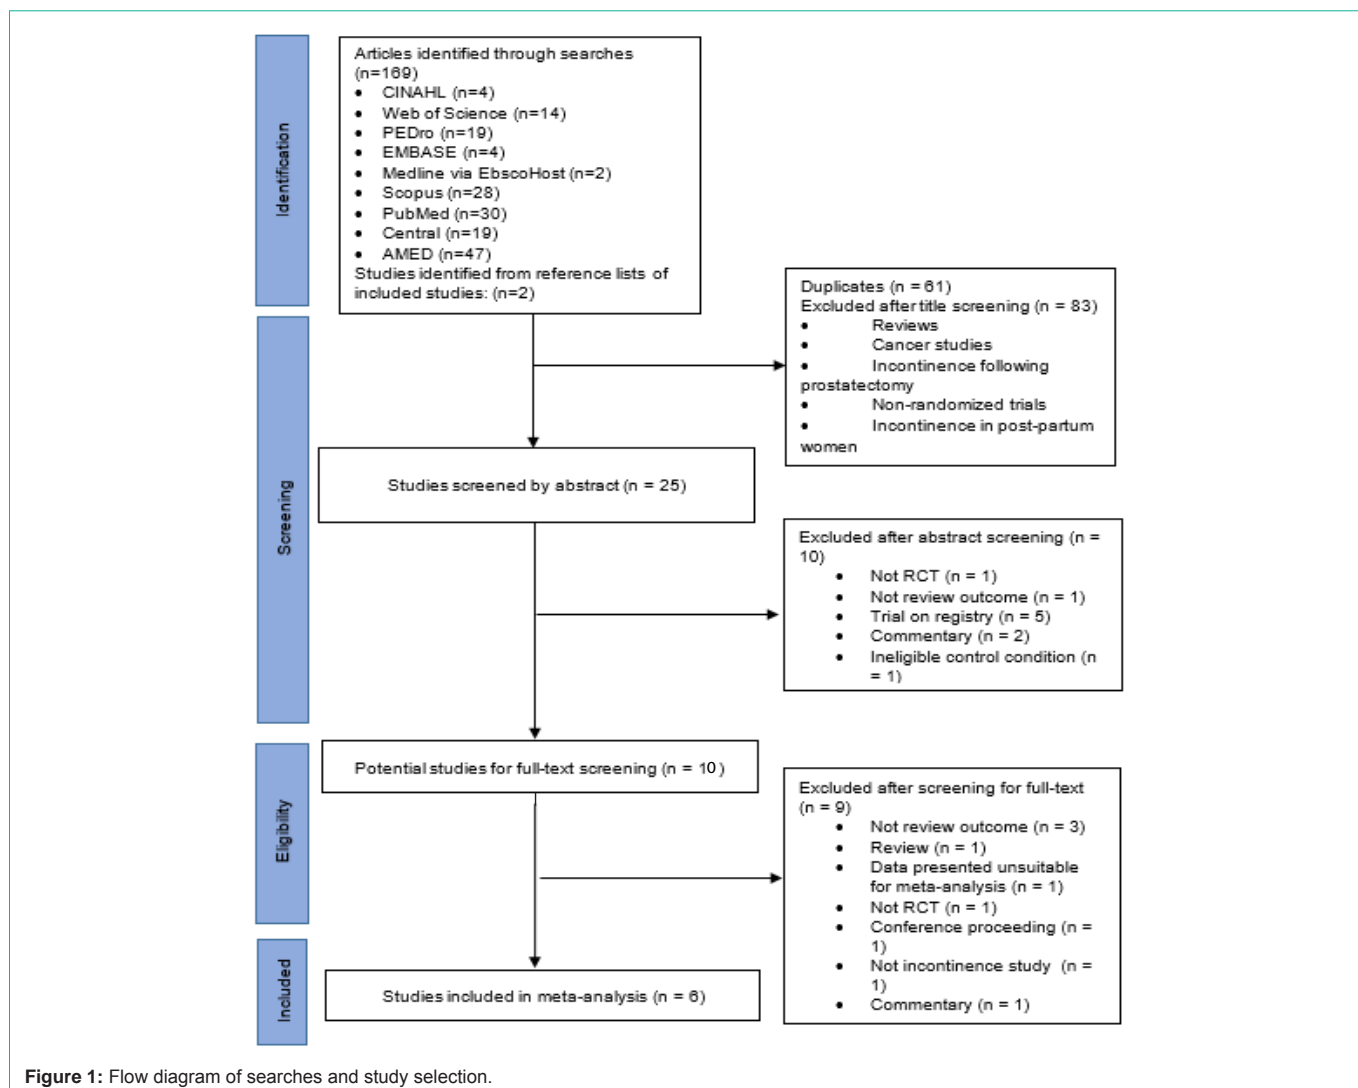 Identification
Articles identified through searches
(n=169)
• CINAHL (n=4)
• Web of Science (n=14)
• PEDro (n=19)
• EMBASE (n=4)
• Medline via EbscoHost (n=2)
• Scopus (n=28)
• PubMed (n=30)
• Central (n=19)
• AMED (n=47)
Studies identified from reference lists of
included studies: (n=2)
Duplicates (n = 61)
Excluded after title screening (n = 83)
• Reviews
• Cancer studies
• Incontinence following
prostatectomy
• Non-randomized trials
• Incontinence in post-partum
women
Screening
Studies screened by abstract (n = 25)
Excluded after abstract screening (n =
10)
• Not RCT (n = 1)
• Not review outcome (n = 1)
• Trial on registry (n = 5)
• Commentary (n = 2)
• Ineligible control condition (n
= 1)
Eligibility
Potential studies for full-text screening (n = 10 )
Excluded after screening for full-text
(n = 9)
• Not review outcome (n = 3)
• Review (n = 1)
• Data presented unsuitable
for meta-analysis (n = 1)
• Not RCT (n = 1)
• Conference proceeding (n =
1)
• Not incontinence study (n =
1)
• Commentary (n = 1)
Included
Studies included in meta-analysis (n = 6)
Figure 1: Flow diagram of searches and study selection.